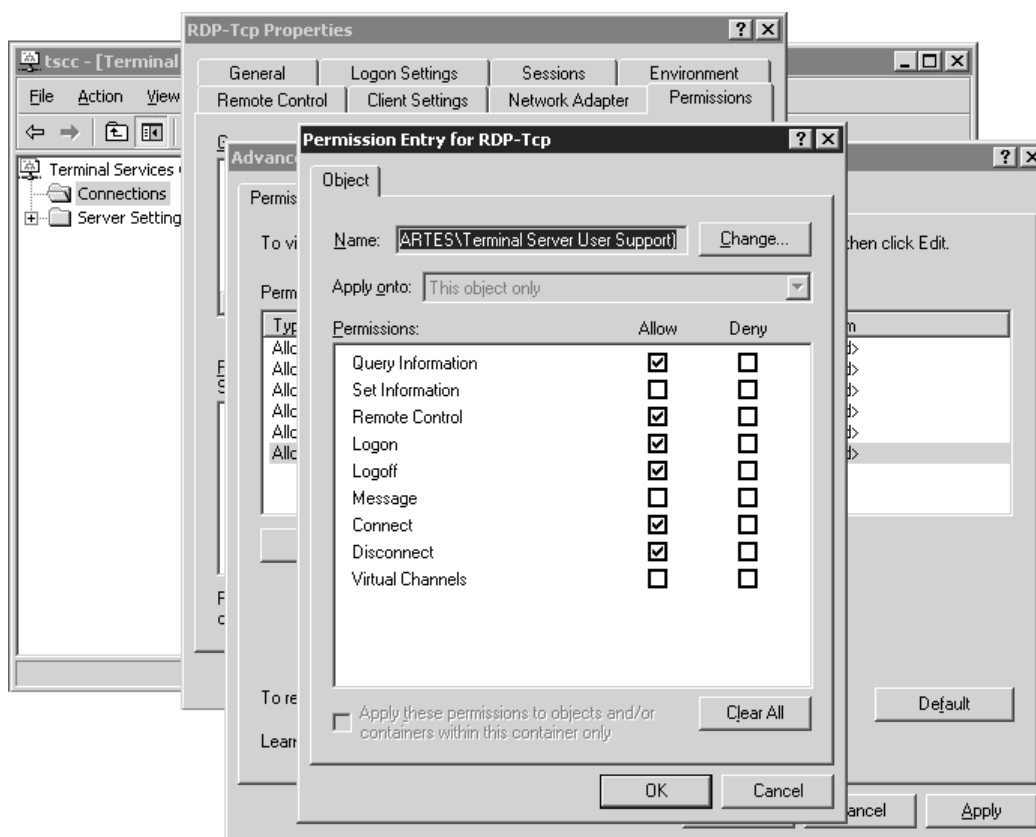 RDP-Tcp Properties
tscc - [Terminal
File Action View
Terminal Services
Connections
Server Setting
General Logon Settings Sessions Environment
Remote Control Client Settings Network Adapter Permissions
Advanc
Permis
To vi
then click Edit.
Perm
Typ
Allo
Allo
Allo
Allo
Allo
Allo
To re
Learn
Default
ancel Apply
Permission Entry for RDP-Tcp
Object
Name: ARTES\Terminal Server User Support) Change...
Apply onto: This object only
Permissions: Allow Deny
Query Information
Set Information
Remote Control
Logon
Logoff
Message
Connect
Disconnect
Virtual Channels
Apply these permissions to objects and/or
containers within this container only
Clear All
OK Cancel